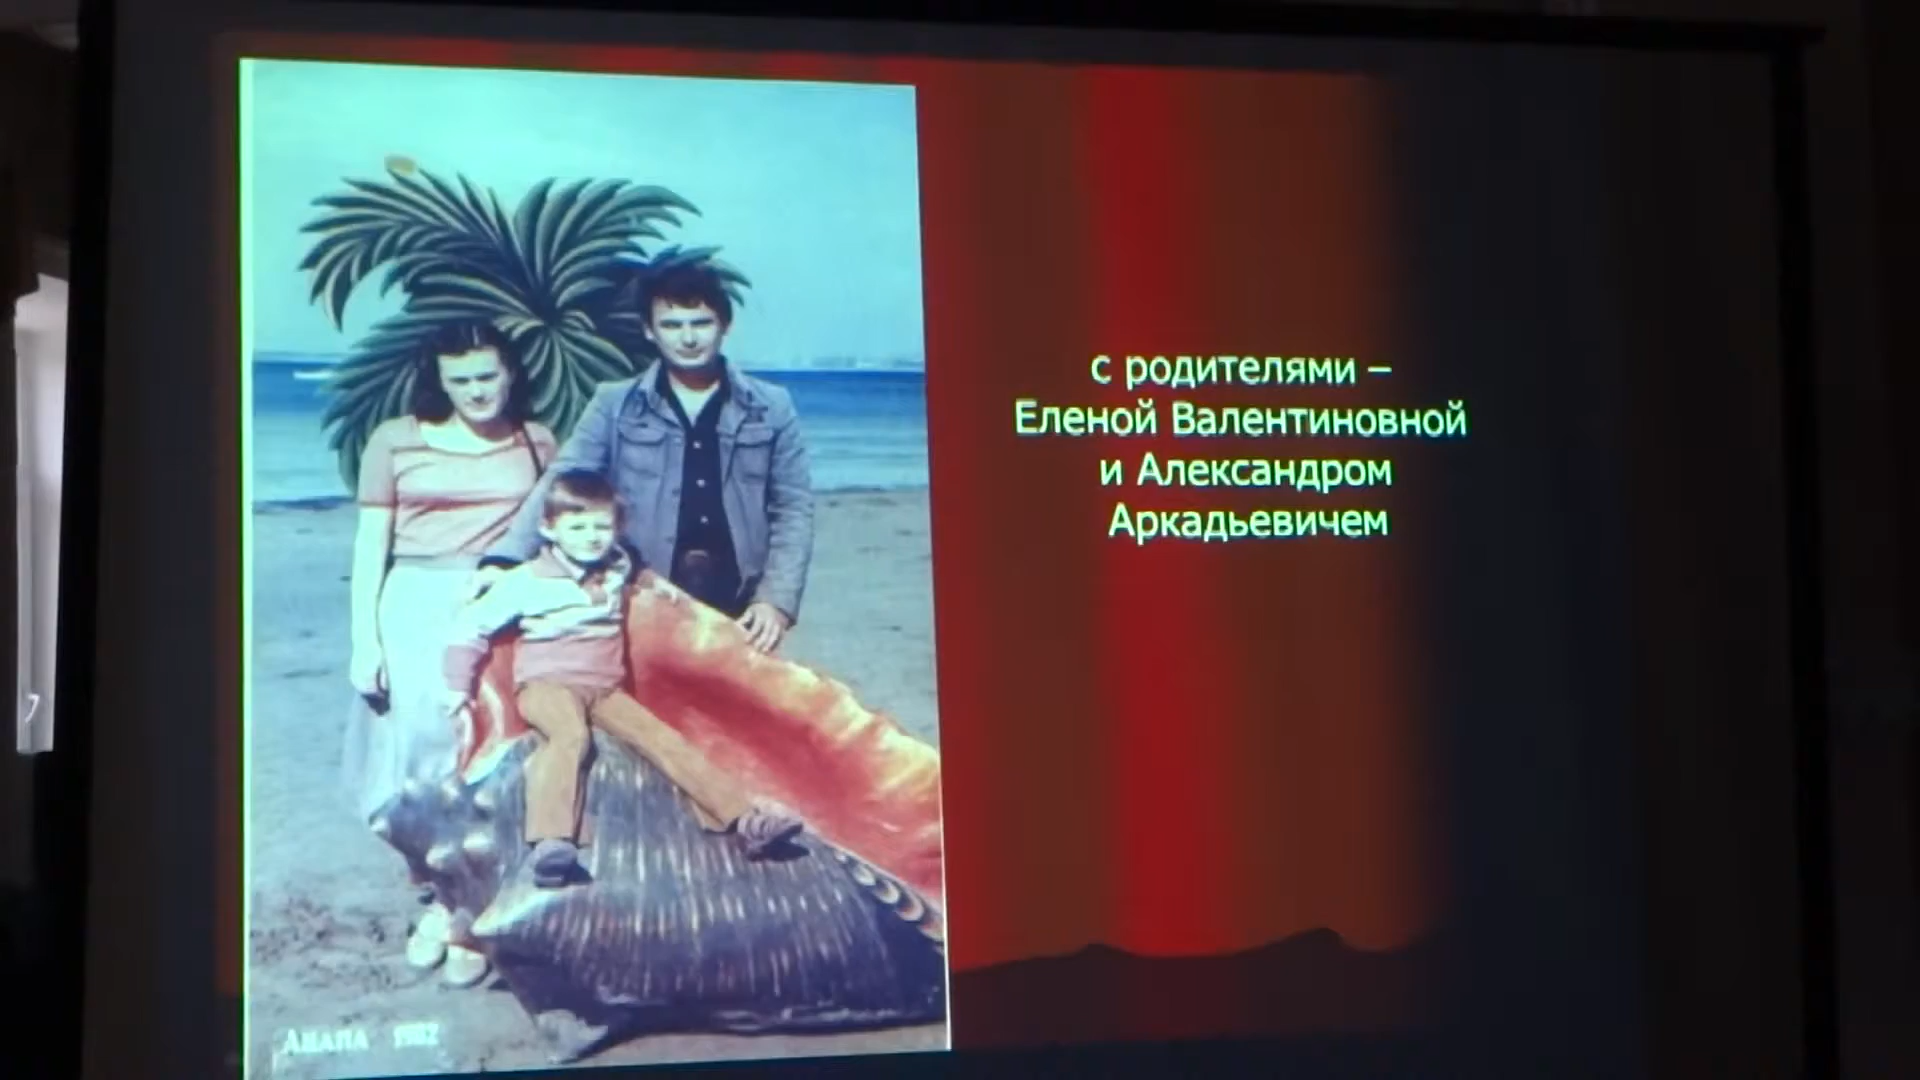 с родителями –
Еленой Валентиновной
и Александром
Аркадьевичем
Анапа 1982